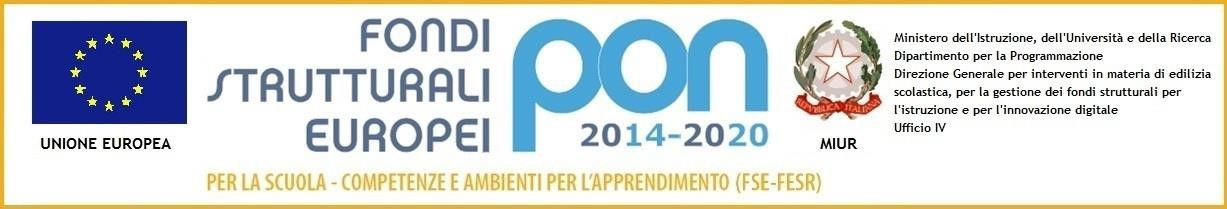 UNIONE EUROPEA
FONDI
STRUTTURALI
EUROPEI
pon
2014-2020
REPVBBLICA ITALIANA
MIUR
Ministero dell'Istruzione, dell'Università e della Ricerca
Dipartimento per la Programmazione
Direzione Generale per interventi in materia di edilizia
scolastica, per la gestione dei fondi strutturali per
l'istruzione e per l'innovazione digitale
Ufficio IV
PER LA SCUOLA - COMPETENZE E AMBIENTI PER L'APPRENDIMENTO (FSE-FESR)